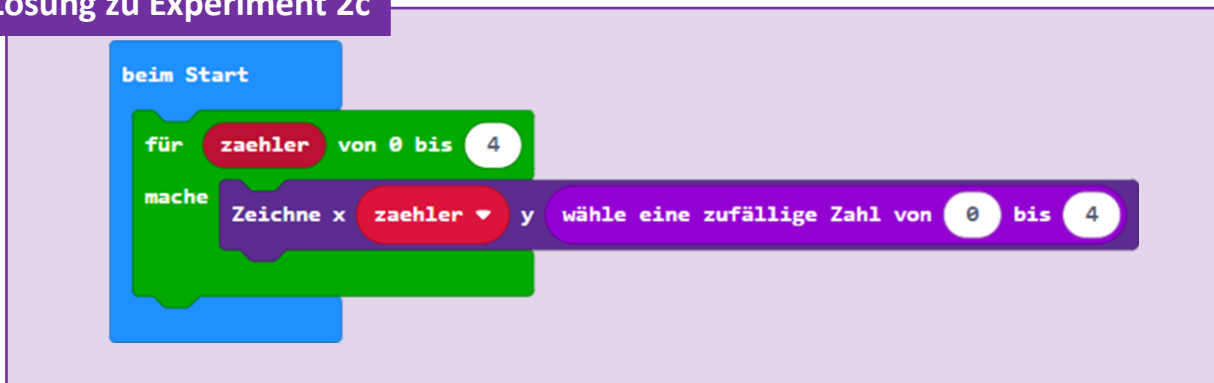 Lösung zu Experiment 2c
beim Start
für zaehler von 0 bis 4
mache
Zeichne x zaehler y wähle eine zufällige Zahl von 0 bis 4